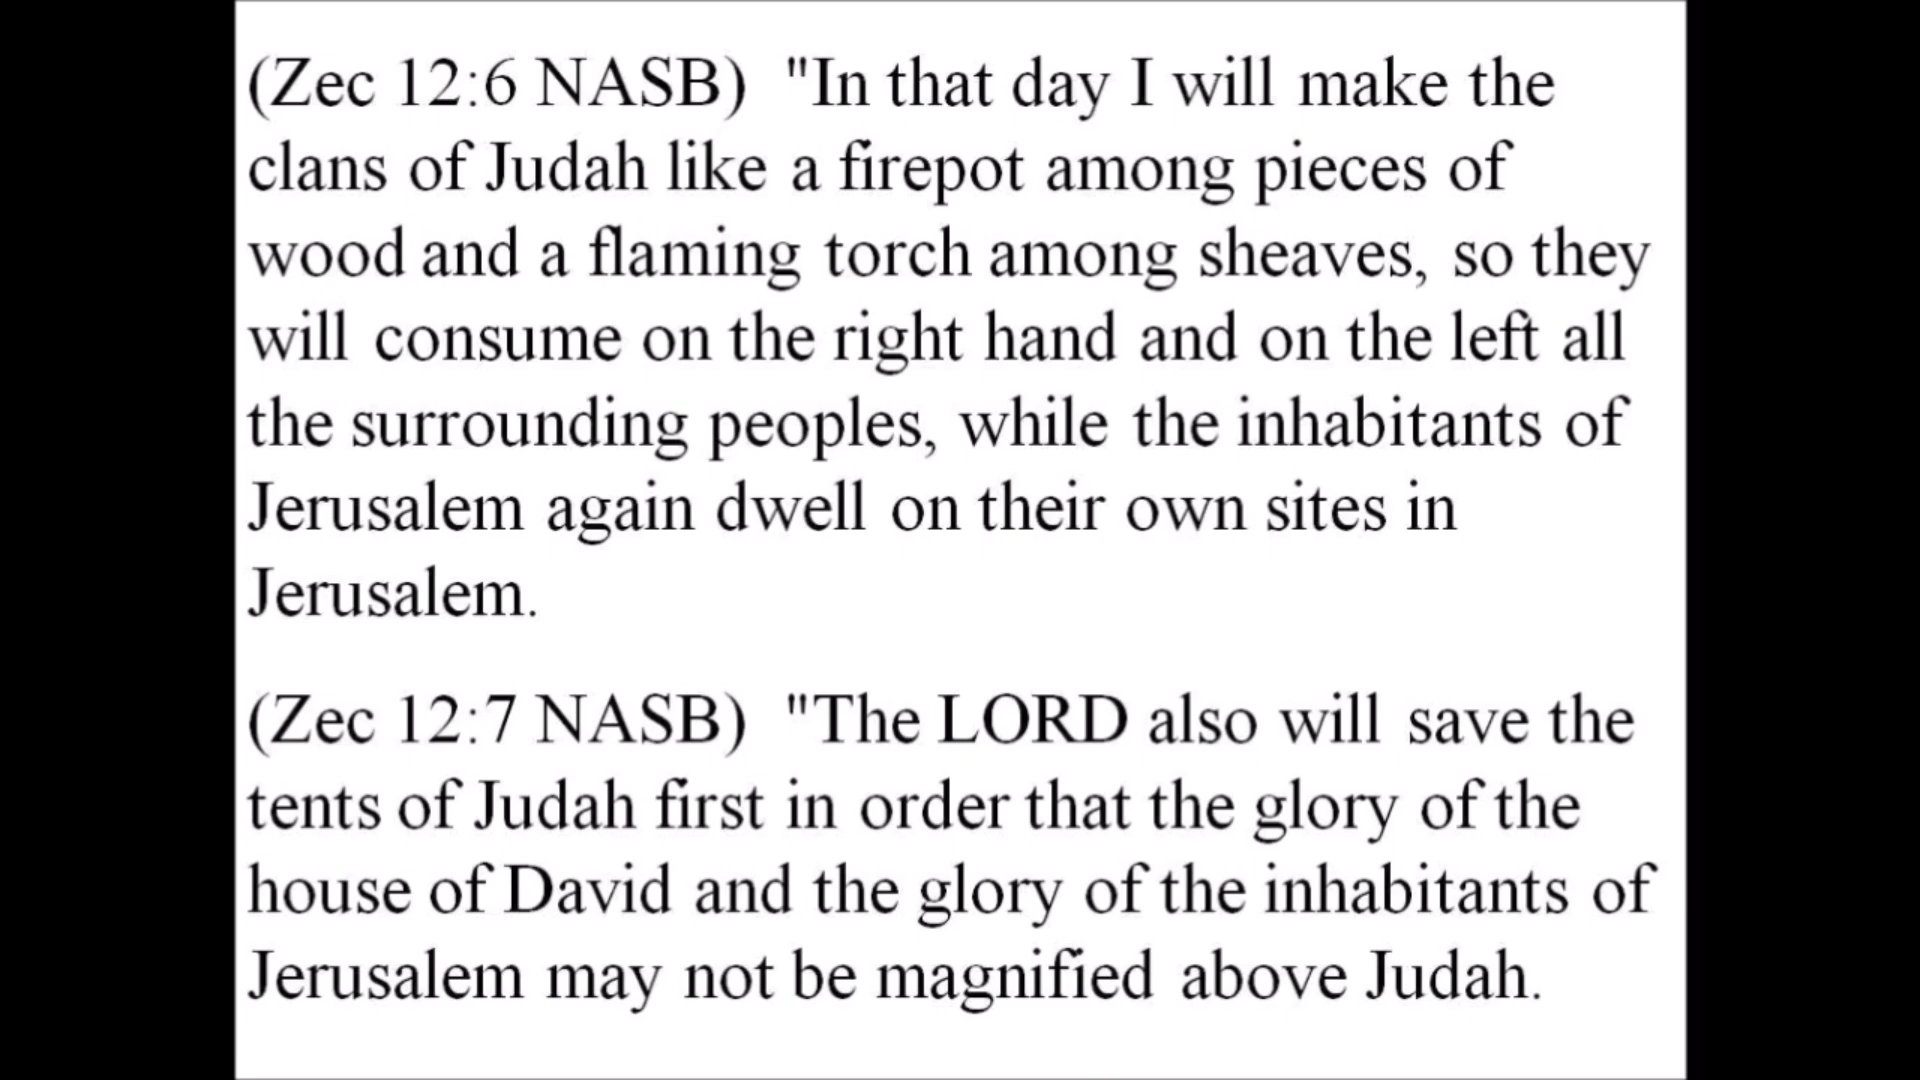 (Zec 12:6 NASB) "In that day I will make the
clans of Judah like a firepot among pieces of
wood and a flaming torch among sheaves, so they
will consume on the right hand and on the left all
the surrounding peoples, while the inhabitants of
Jerusalem again dwell on their own sites in
Jerusalem.
(Zec 12:7 NASB) "The LORD also will save the
tents of Judah first in order that the glory of the
house of David and the glory of the inhabitants of
Jerusalem may not be magnified above Judah.